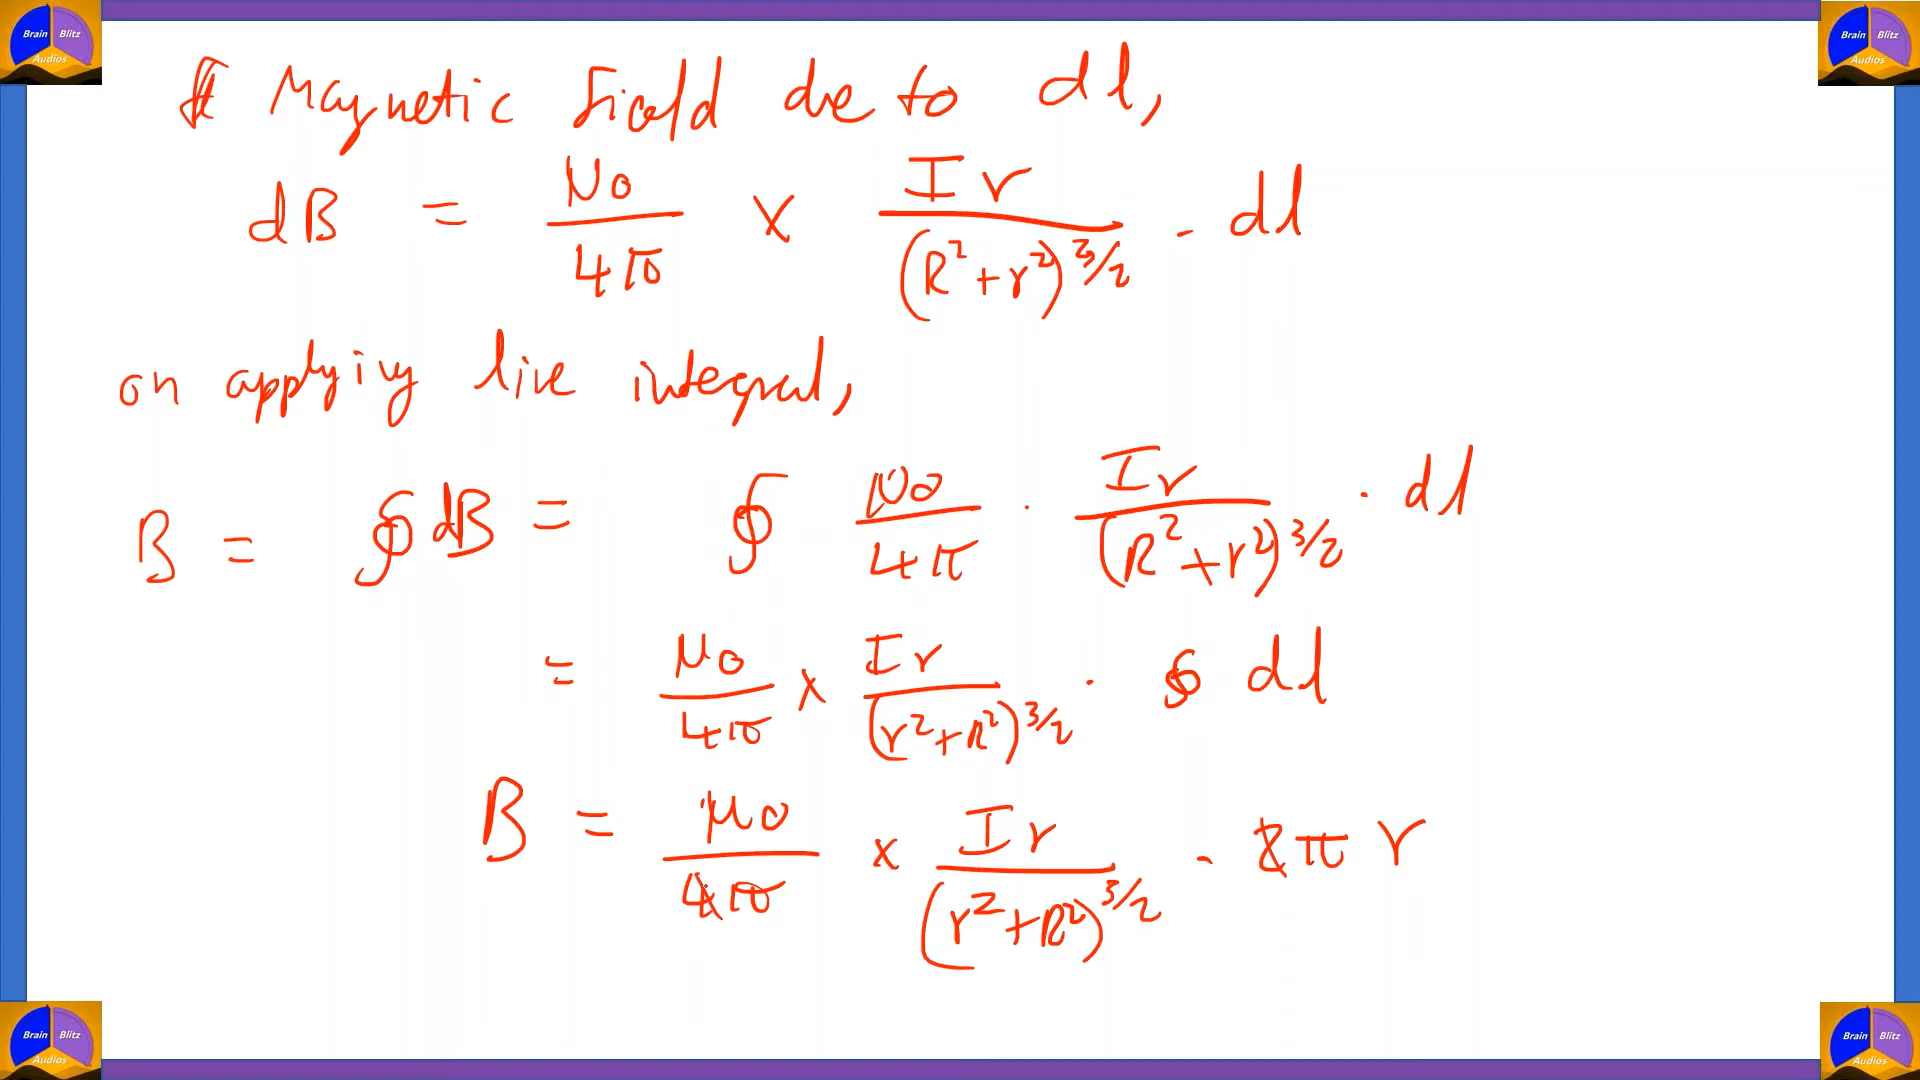 Brain Blitz Audios
Brain Blitz Audios
# Magnetic field due to dl,
dB = μ₀/4π × Ir/(R²+r²)^3/2 · dl
on applying line integral,
B = ∮dB = ∮ μ₀/4π · Ir/(R²+r²)^3/2 · dl
= μ₀/4π × Ir/(r²+R²)^3/2 · ∮ dl
B = μ₀/4π × Ir/(r²+R²)^3/2 · 2πr
Brain Blitz Audios
Brain Blitz Audios